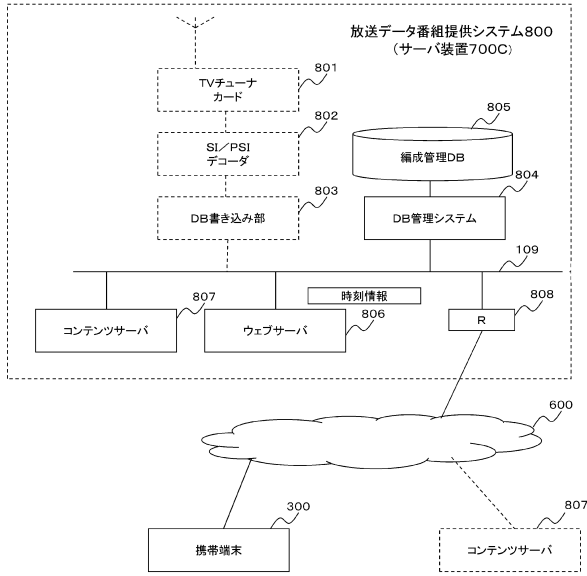 放送データ番組提供システム800
(サーバ装置700C)
801
TVチューナ
カード
802
SI／PSI
デコーダ
805
編成管理DB
803
DB書き込み部
804
DB管理システム
109
時刻情報
807
コンテンツサーバ
806
ウェブサーバ
808
R
600
300
携帯端末
807
コンテンツサーバ